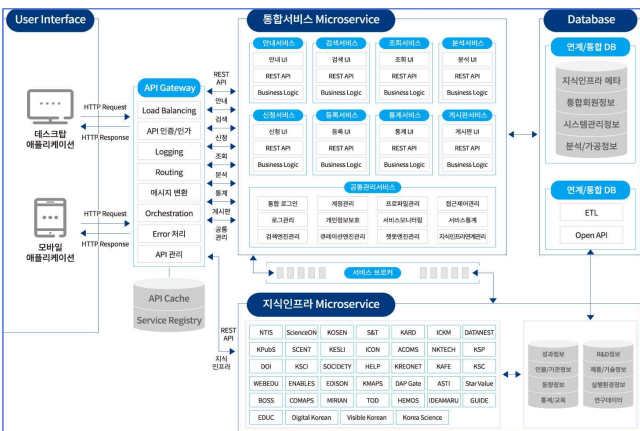 User Interface
데스크탑
애플리케이션
모바일
애플리케이션
HTTP Request
HTTP Response
HTTP Request
HTTP Response
API Gateway
Load Balancing
API 인증/인가
Logging
Routing
메시지 변환
Orchestration
Error 처리
API 관리
API Cache
Service Registry
REST
API
안내
검색
신청
조회
분석
통계
게시판
공통
관리
REST
API
지식
인프라
통합서비스 Microservice
안내서비스
안내 UI
REST API
Business Logic
검색서비스
검색 UI
REST API
Business Logic
조회서비스
조회 UI
REST API
Business Logic
분석서비스
분석 UI
REST API
Business Logic
신청서비스
신청 UI
REST API
Business Logic
등록서비스
등록 UI
REST API
Business Logic
통계서비스
통계 UI
REST API
Business Logic
게시판서비스
게시판 UI
REST API
Business Logic
공통관리서비스
통합 로그인
계정관리
프로파일관리
접근제어관리
로그관리
개인정보보호
서비스모니터링
서비스통계
검색엔진관리
큐레이션엔진관리
챗봇엔진관리
지식인프라연계관리
서비스 브로커
지식인프라 Microservice
NTIS ScienceON KOSEN S&T KARD ICKM DATANEST
KPubS SCENT KESLI ICON ACOMS NKTECH KSP
DOI KSCI SOCIDETY HELP KREONET KAFE KSC
WEBEDU ENABLES EDISON KMAPS DAP Gate ASTI Star Value
BOSS COMAPS MIRIAN TOD HEMOS IDEAMARU GUIDE
EDUC Digital Korean Visible Korean Korea Science
Database
연계/통합 DB
지식인프라 메타
통합회원정보
시스템관리정보
분석/가공정보
연계/통합 DB
ETL
Open API
성과정보
인물/기관정보
동향정보
통계/교육
R&D정보
제품/기술정보
실행환경정보
연구데이터